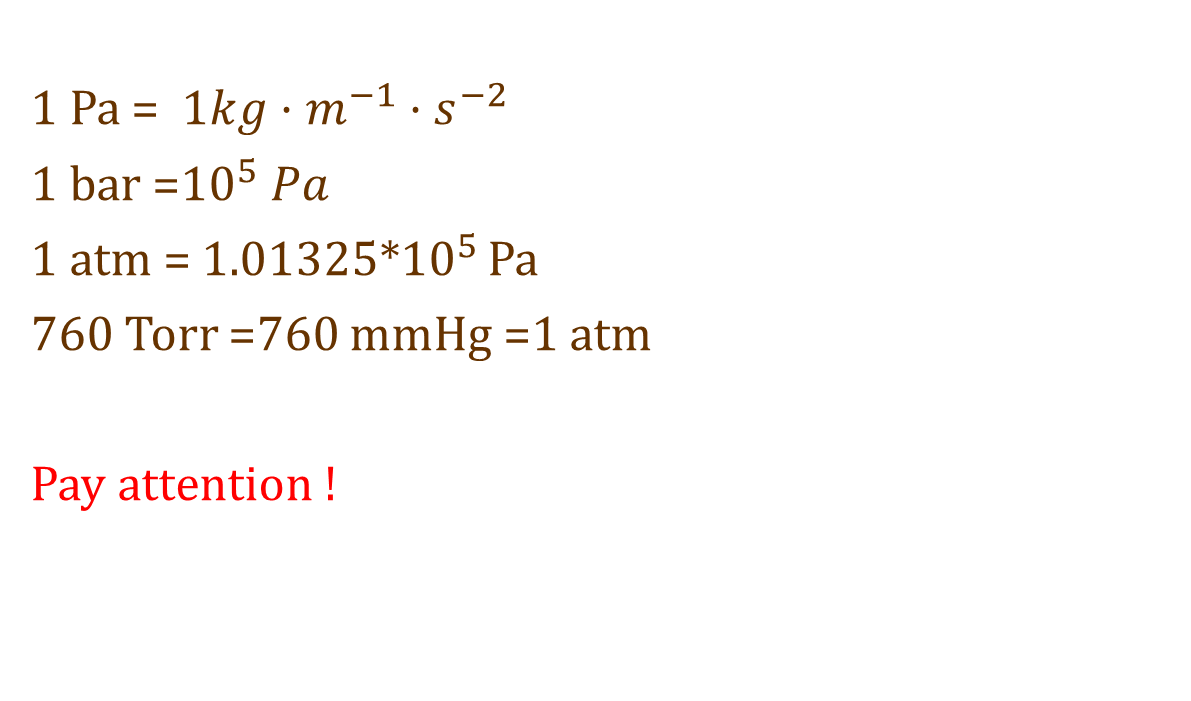 1 Pa = 1kg · m⁻¹ · s⁻²
1 bar =10⁵ Pa
1 atm = 1.01325*10⁵ Pa
760 Torr =760 mmHg =1 atm
Pay attention !